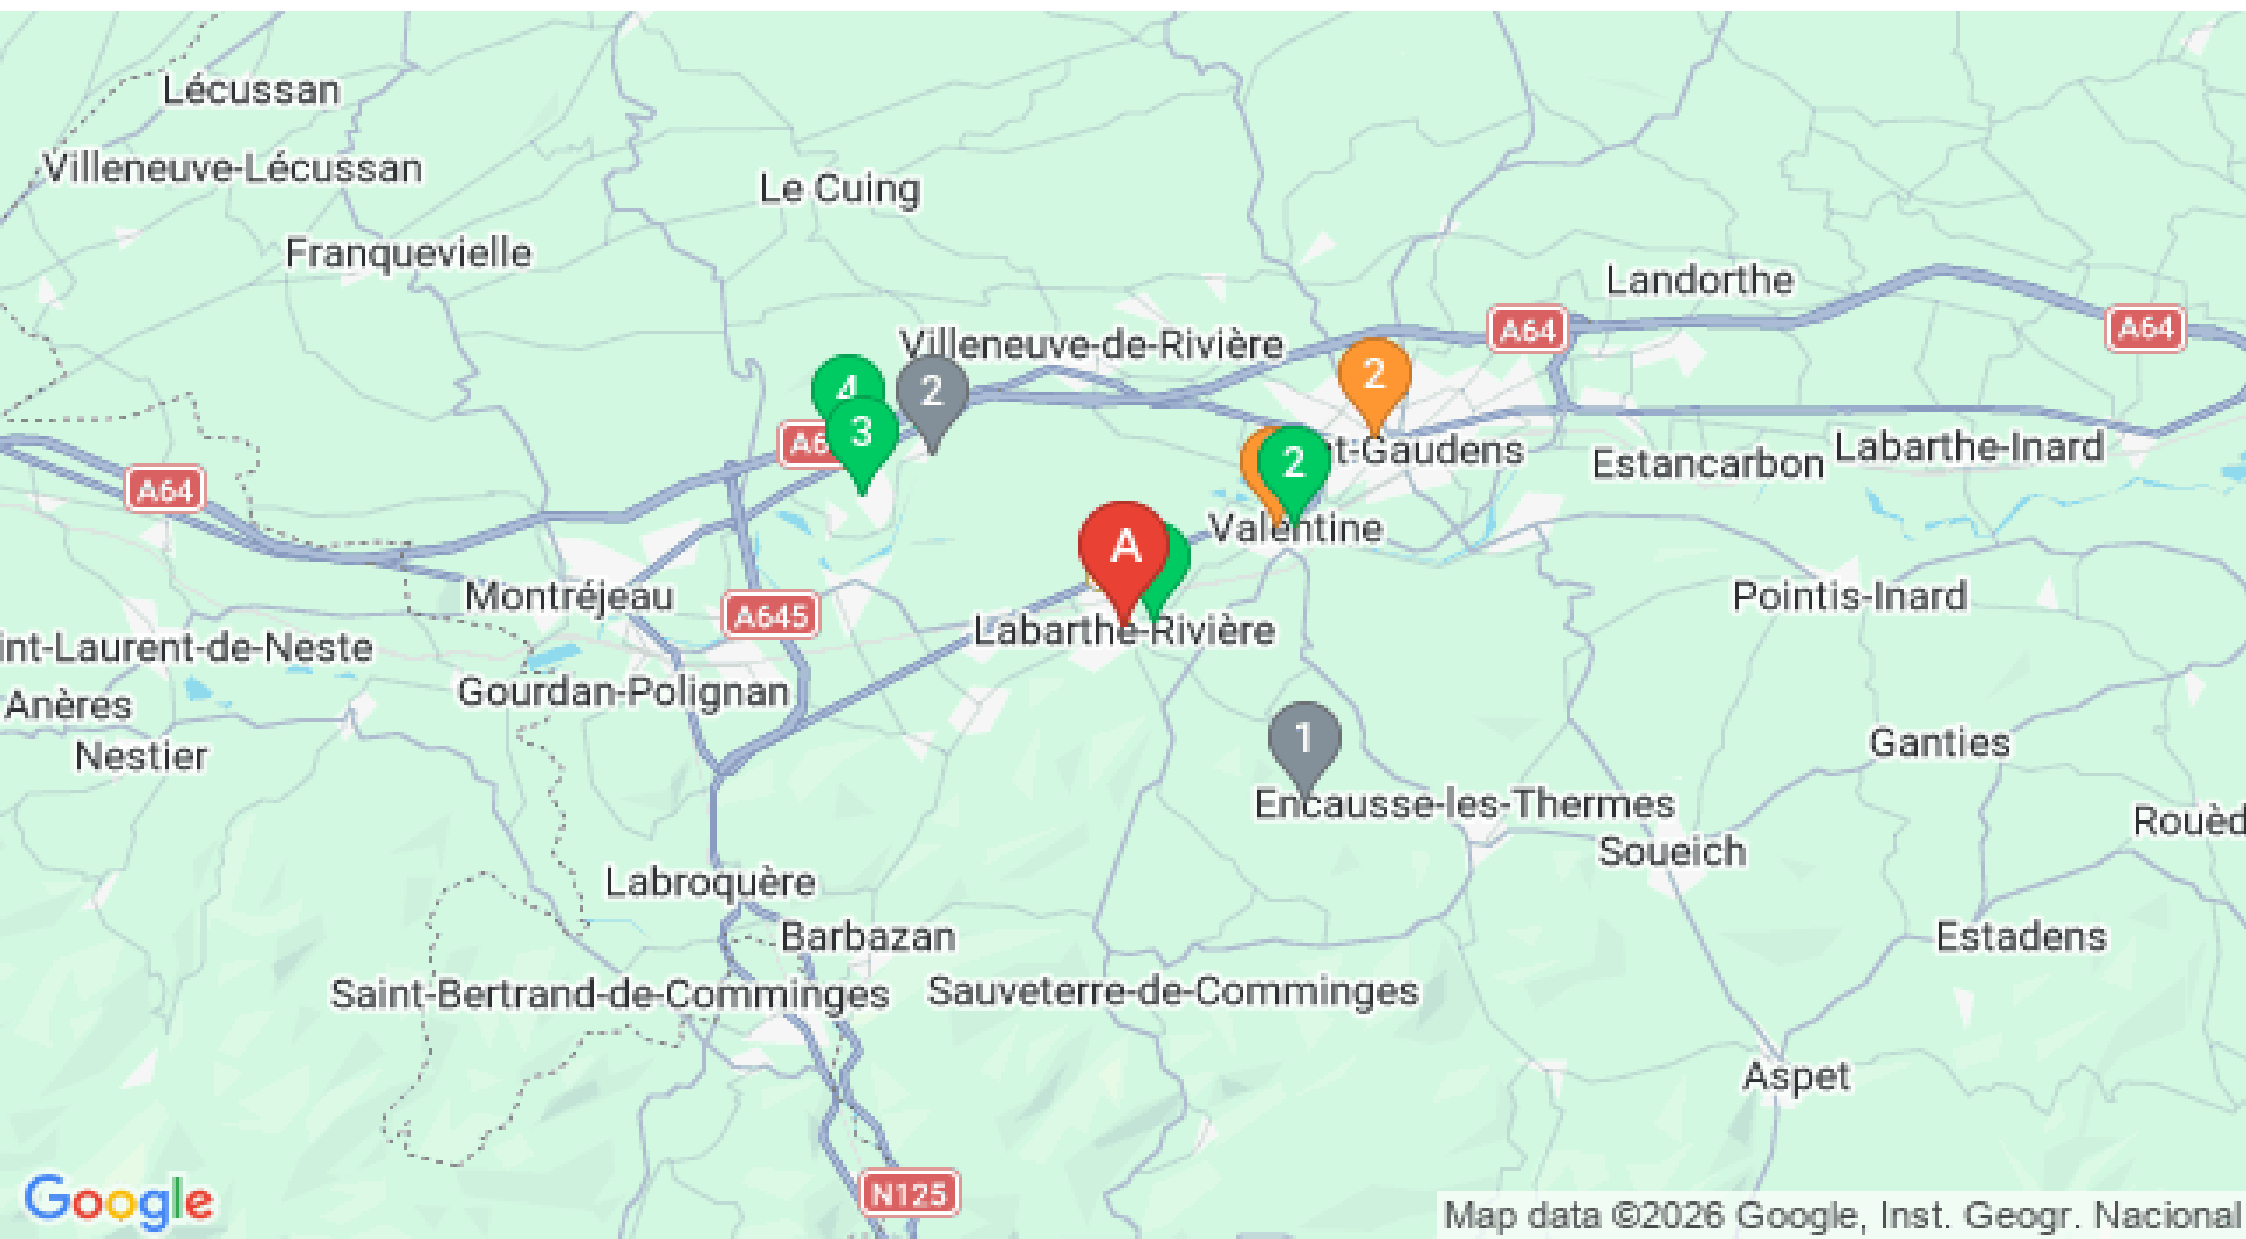 Lécussan
Villeneuve-Lécussan
Le Cuing
Franquevielle
Landorthe
A64
A64
Villeneuve-de-Rivière
2
4
2
3
A6
2
t-Gaudens
Labarthe-Inard
Estancarbon
A64
Valentine
A
Montréjeau
Pointis-Inard
A645
Labarthe-Rivière
int-Laurent-de-Neste
Gourdan-Polignan
Anères
1
Ganties
Nestier
Encausse-les-Thermes
Rouèd
Soueich
Labroquère
Barbazan
Estadens
Saint-Bertrand-de-Comminges
Sauveterre-de-Comminges
Aspet
N125
Google
Map data ©2026 Google, Inst. Geogr. Nacional